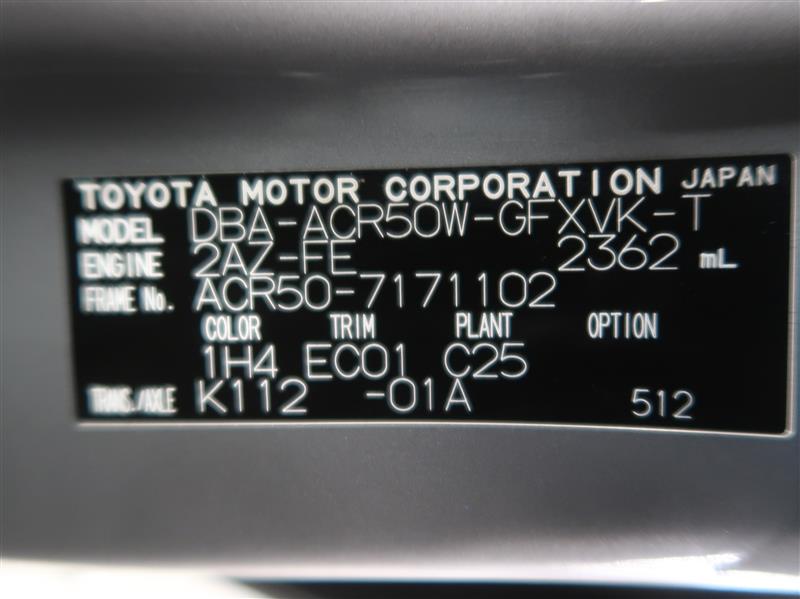 TOYOTA MOTOR CORPORATION JAPAN
MODEL DBA-ACR50W-GFXVK-T
ENGINE 2AZ-FE 2362 mL
FRAME No. ACR50-7171102
COLOR TRIM PLANT OPTION
1H4 EC01 C25
TRANS./AXLE K112 -01A 512